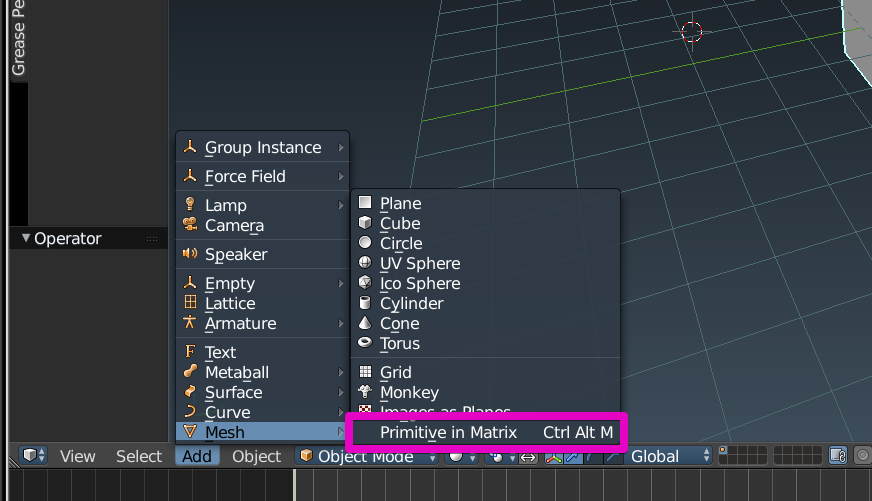 Grease Pe
Operator
Group Instance
Force Field
Lamp
Camera
Speaker
Empty
Lattice
Armature
Text
Metaball
Surface
Curve
Mesh
Plane
Cube
Circle
UV Sphere
Ico Sphere
Cylinder
Cone
Torus
Grid
Monkey
Images as Planes
Primitive in Matrix Ctrl Alt M
View Select Add Object Object Mode Global